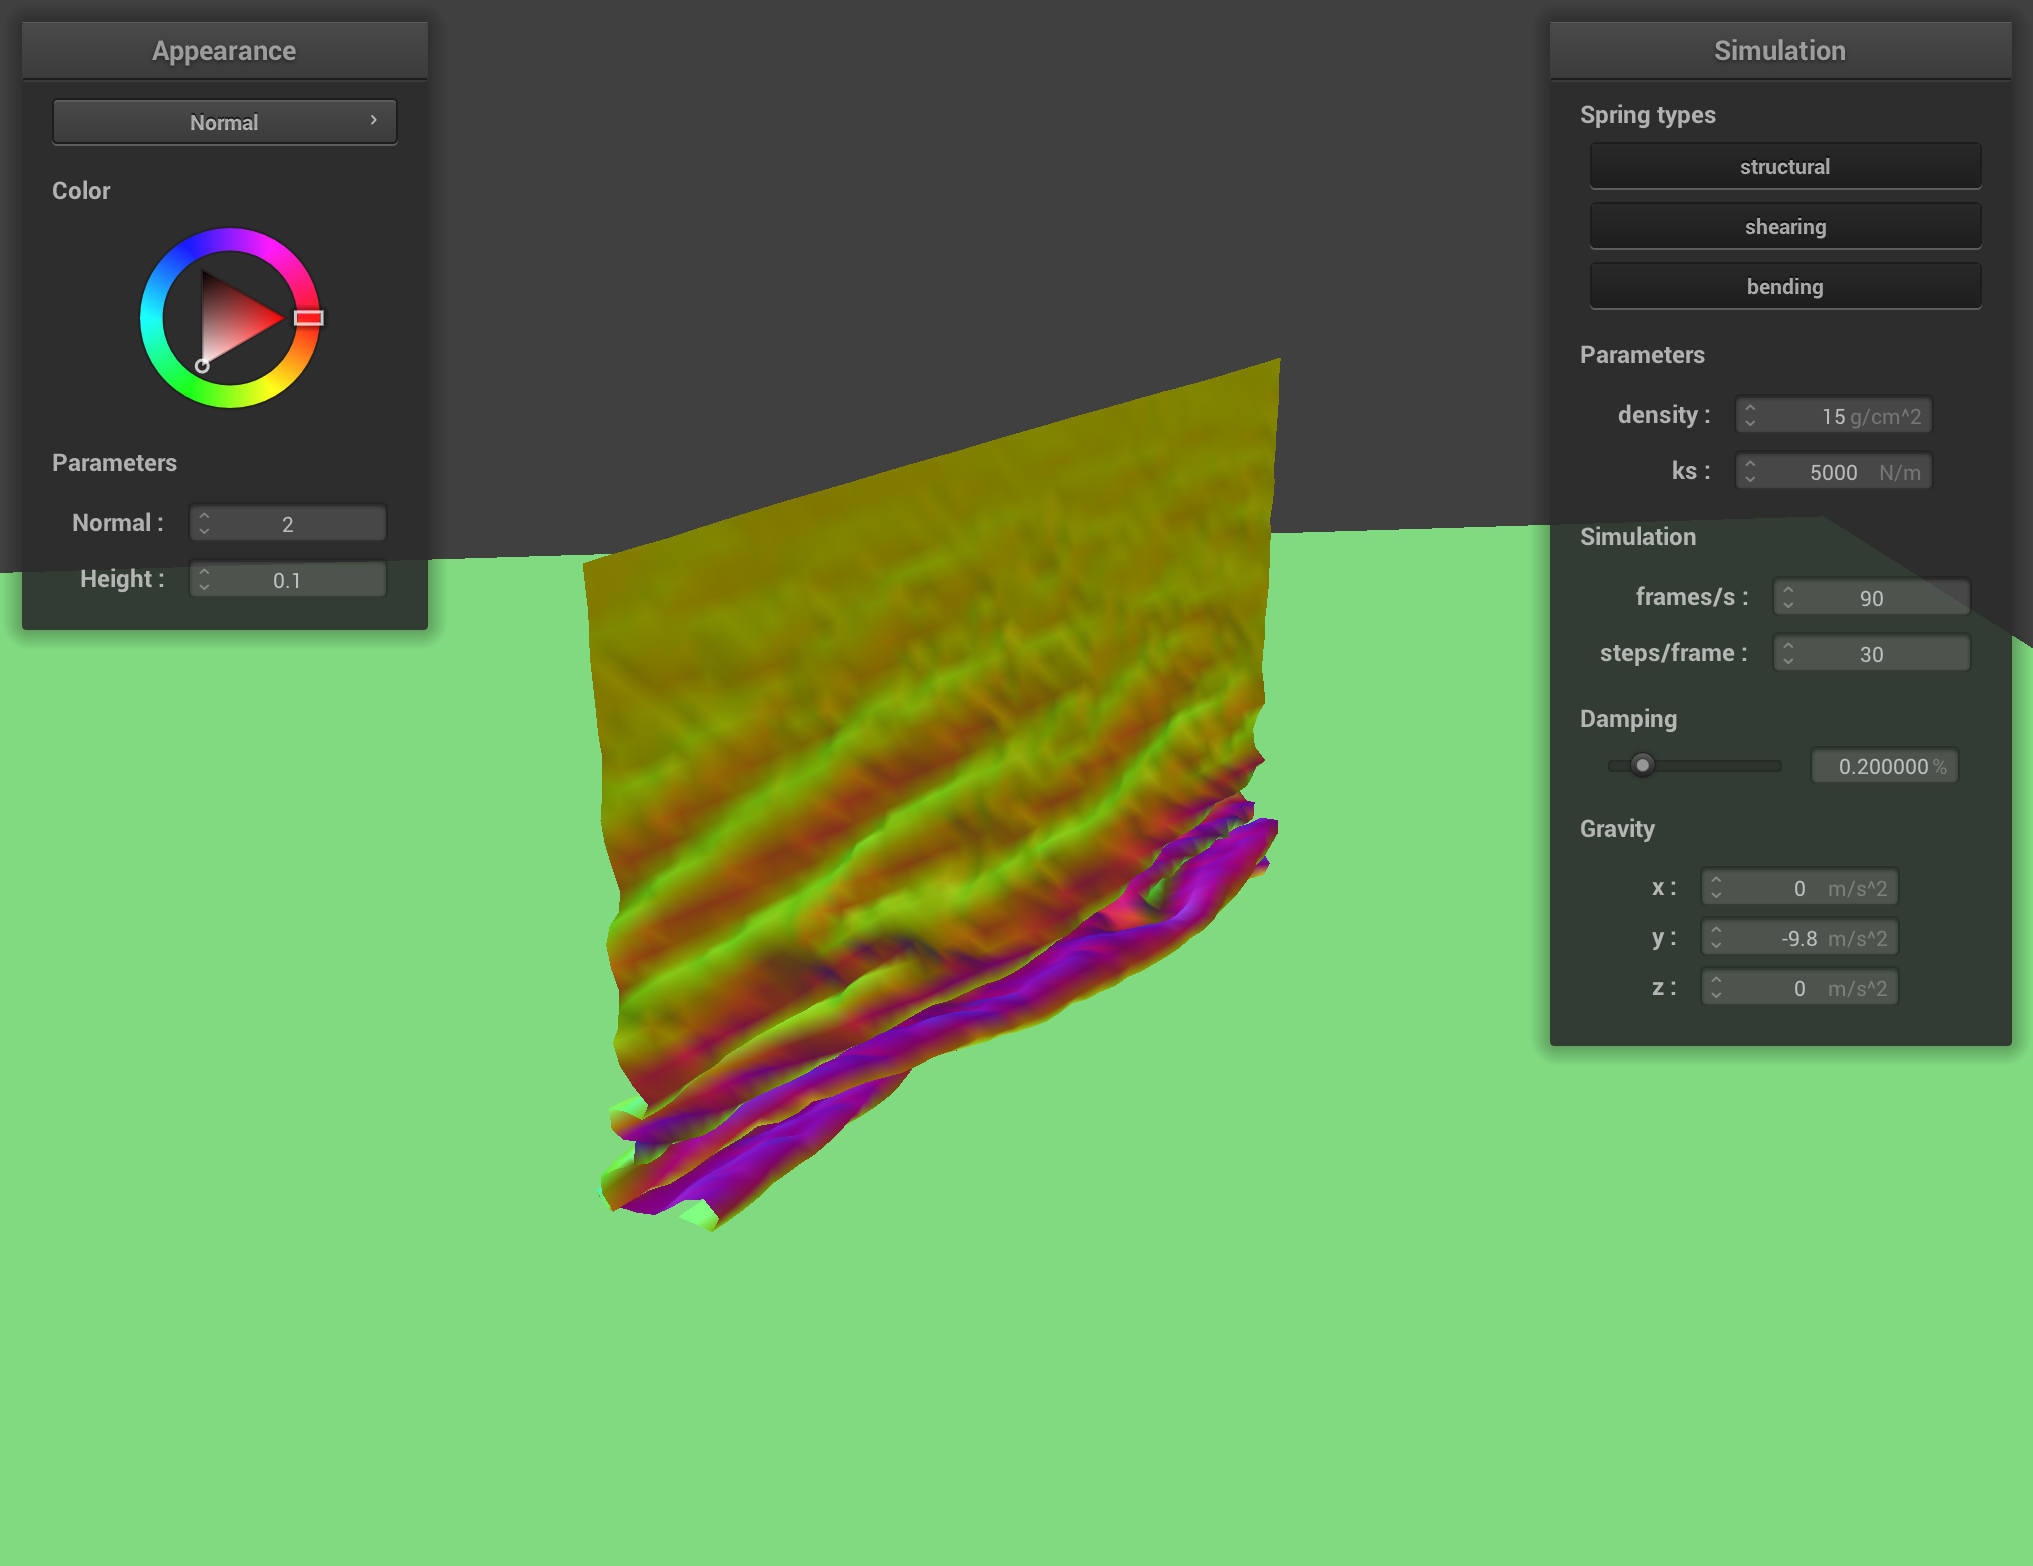 Appearance
Normal
Color
Parameters
Normal : 2
Height : 0.1
Simulation
Spring types
structural
shearing
bending
Parameters
density : 15 g/cm^2
ks : 5000 N/m
Simulation
frames/s : 90
steps/frame : 30
Damping
0.200000 %
Gravity
x : 0 m/s^2
y : -9.8 m/s^2
z : 0 m/s^2